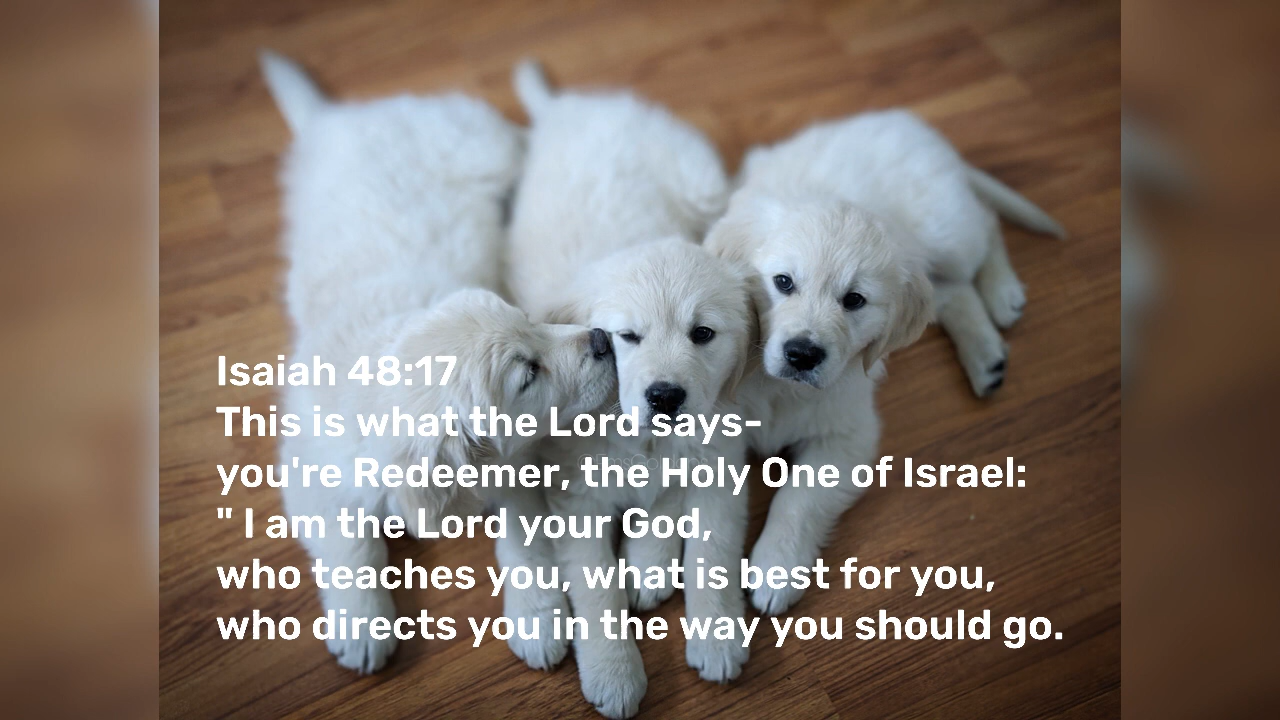 Isaiah 48:17
This is what the Lord says-
you're Redeemer, the Holy One of Israel:
" I am the Lord your God,
who teaches you, what is best for you,
who directs you in the way you should go.